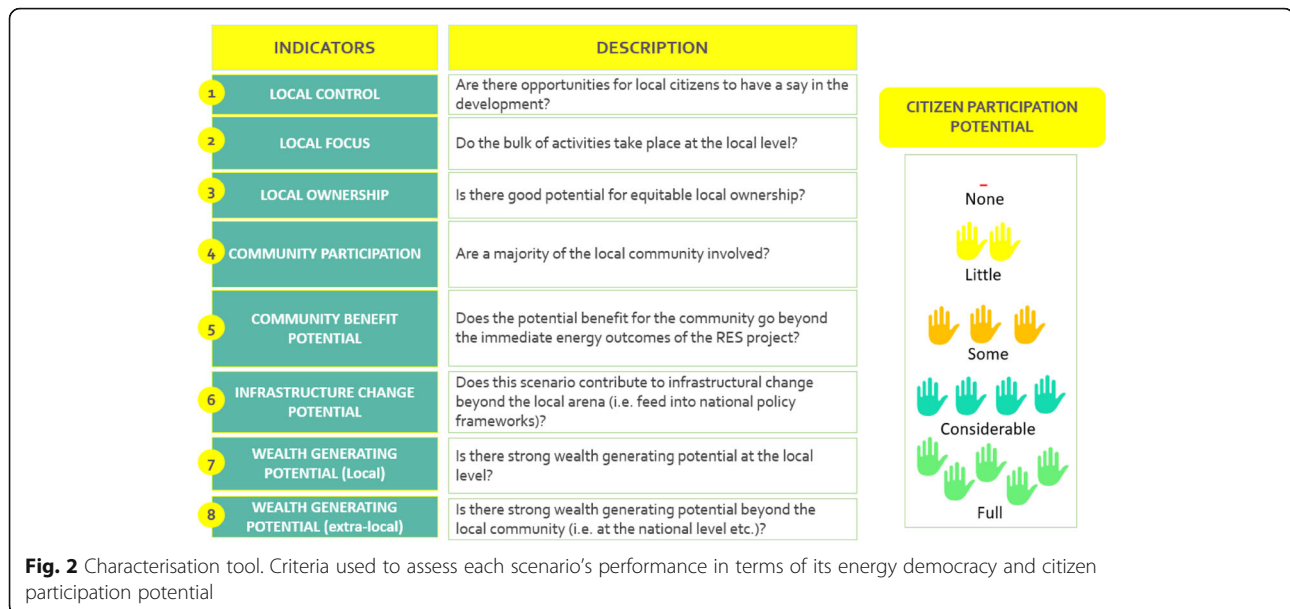 INDICATORS
DESCRIPTION
1
LOCAL CONTROL
Are there opportunities for local citizens to have a say in the
development?
2
LOCAL FOCUS
Do the bulk of activities take place at the local level?
3
LOCAL OWNERSHIP
Is there good potential for equitable local ownership?
4
COMMUNITY PARTICIPATION
Are a majority of the local community involved?
5
COMMUNITY BENEFIT
POTENTIAL
Does the potential benefit for the community go beyond
the immediate energy outcomes of the RES project?
6
INFRASTRUCTURE CHANGE
POTENTIAL
Does this scenario contribute to infrastructural change
beyond the local arena (i.e. feed into national policy
frameworks)?
7
WEALTH GENERATING
POTENTIAL (Local)
Is there strong wealth generating potential at the local
level?
8
WEALTH GENERATING
POTENTIAL (extra-local)
Is there strong wealth generating potential beyond the
local community (i.e. at the national level etc.)?
CITIZEN PARTICIPATION
POTENTIAL
–
None
Little
Some
Considerable
Full
Fig. 2 Characterisation tool. Criteria used to assess each scenario's performance in terms of its energy democracy and citizen
participation potential